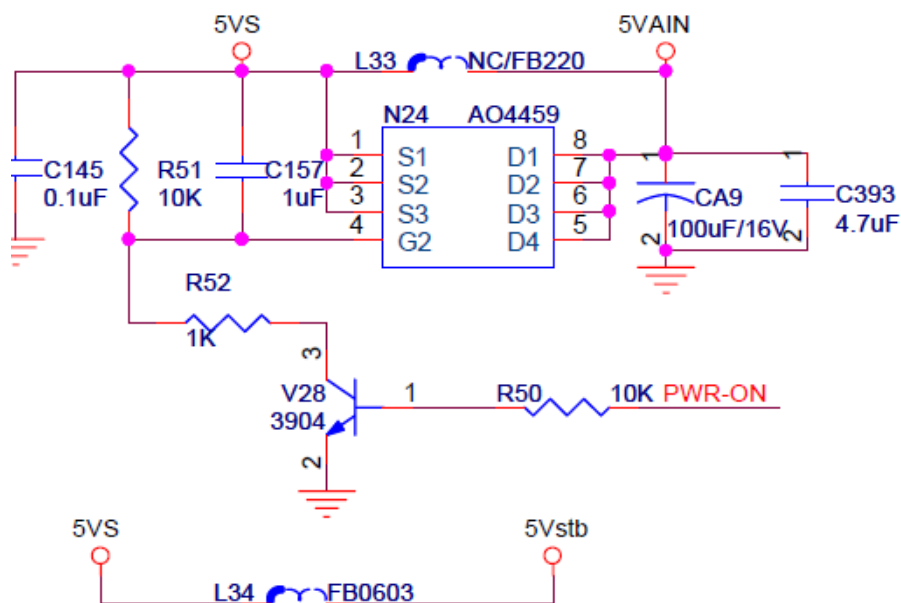 5VS 5VAIN
L33 NC/FB220
N24 AO4459
1 S1 D1 8
2 S2 D2 7
3 S3 D3 6
4 G2 D4 5
C145
0.1uF
R51
10K
C157
1uF
1
2
CA9
100uF/16V
1
2
C393
4.7uF
R52
1K
3
V28
3904
1
2
R50 10K PWR-ON
5VS 5Vstb
L34 FB0603